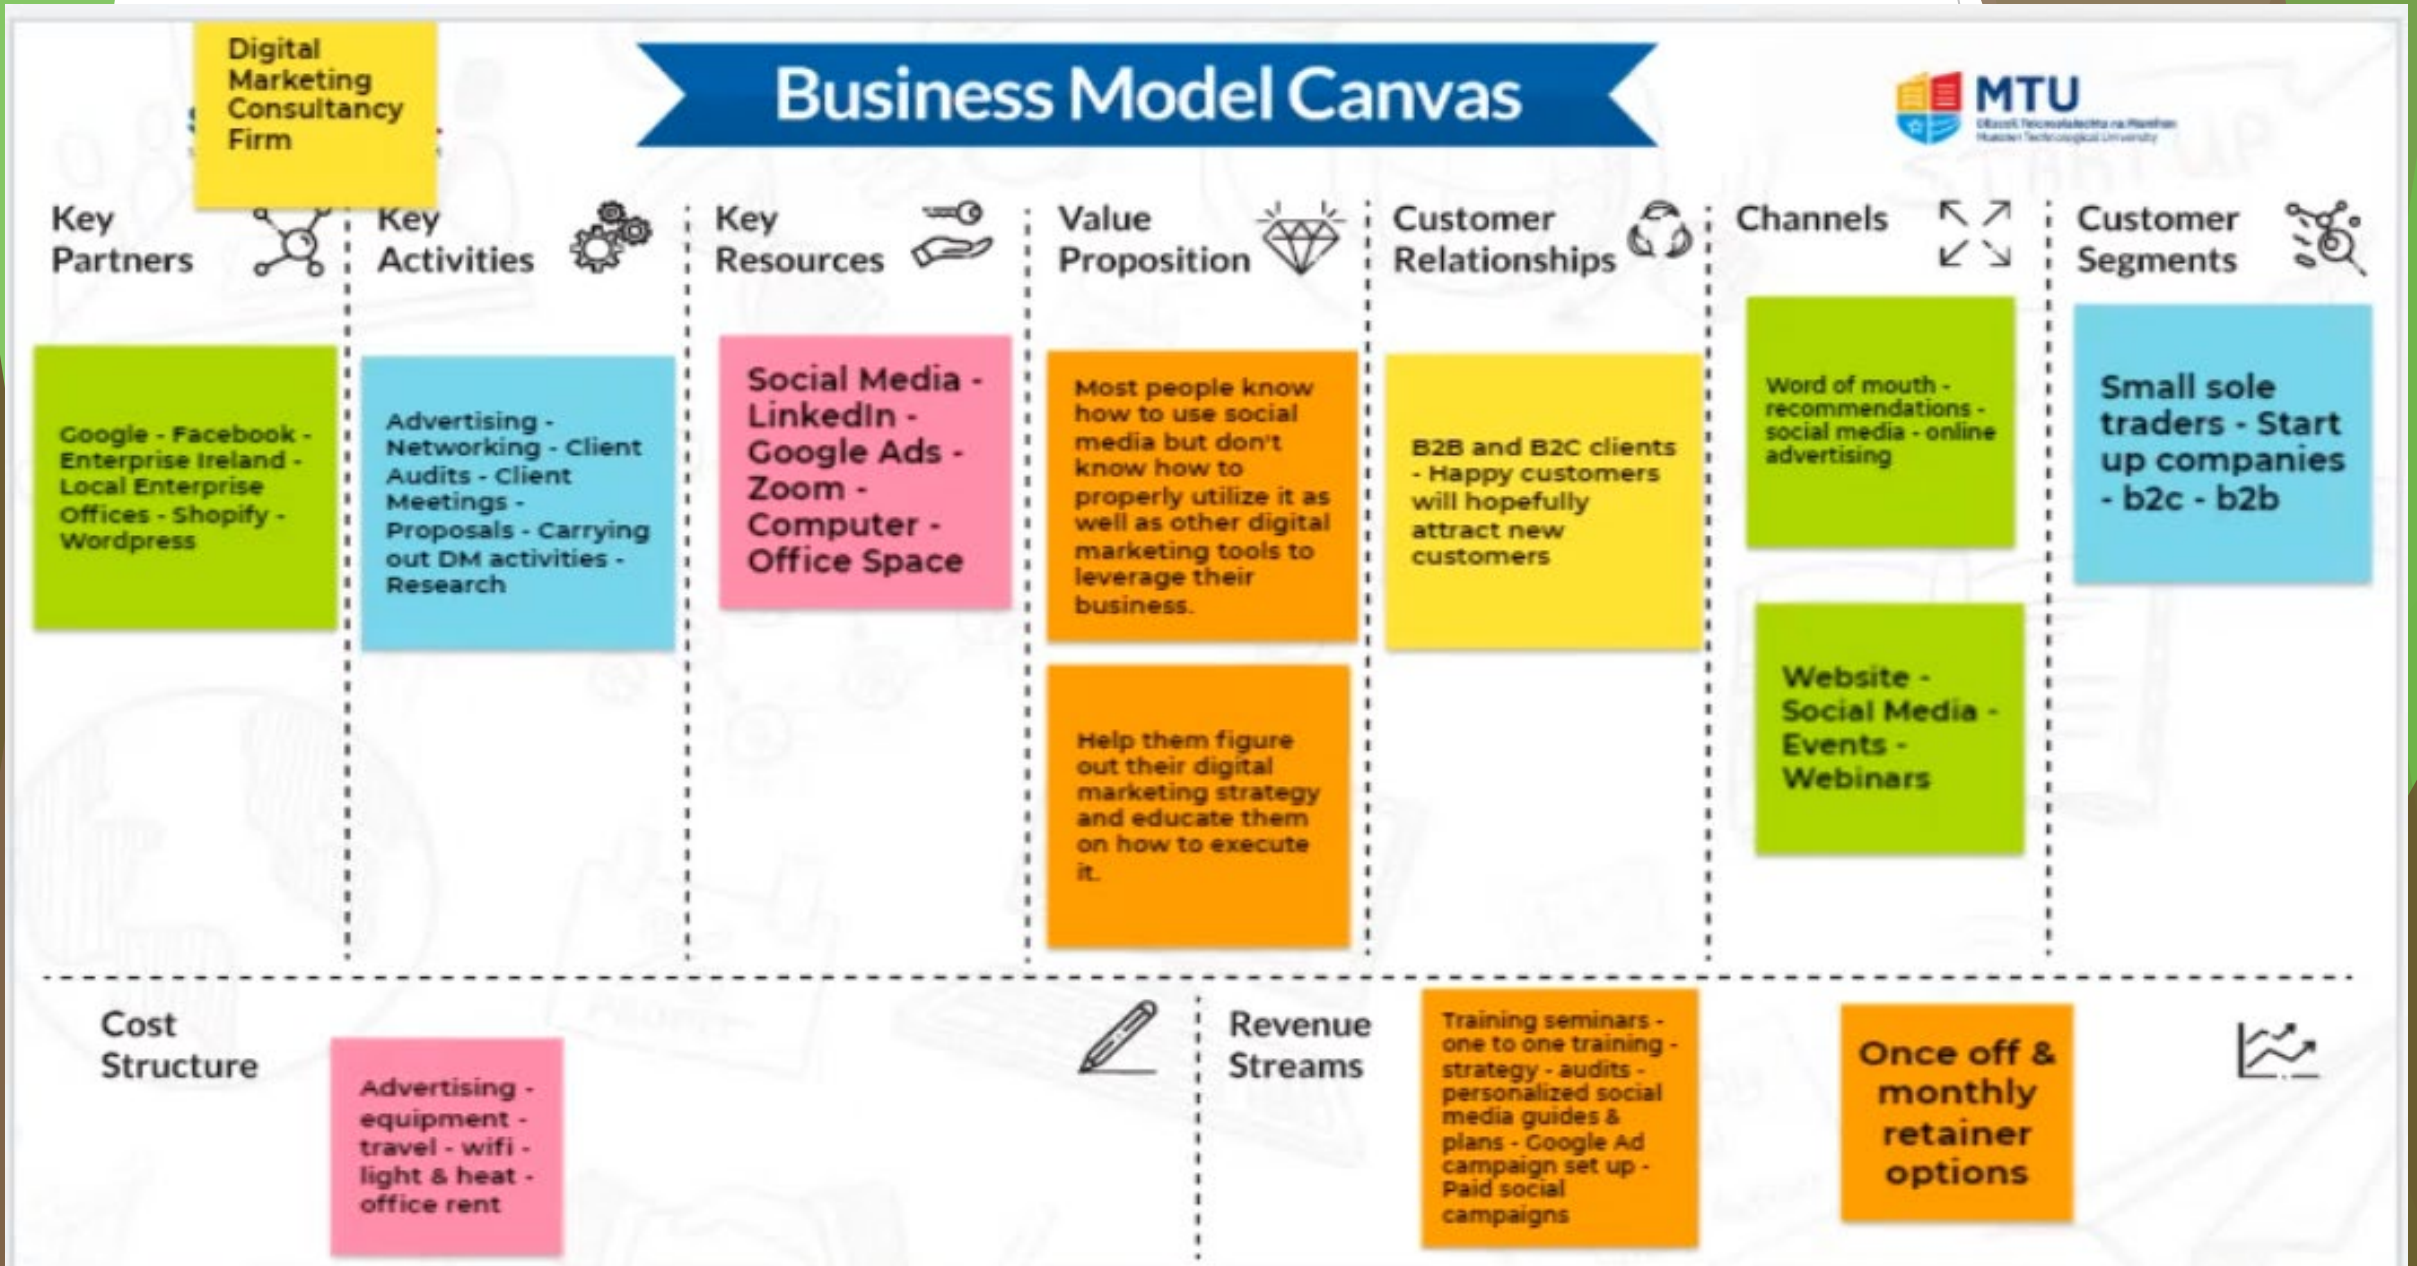 Digital
Marketing
Consultancy
Firm
Business Model Canvas
MTU
Key
Partners
Google - Facebook -
Enterprise Ireland -
Local Enterprise
Offices - Shopify -
Wordpress
Key
Activities
Advertising -
Networking - Client
Audits - Client
Meetings -
Proposals - Carrying
out DM activities -
Research
Key
Resources
Social Media -
LinkedIn -
Google Ads -
Zoom -
Computer -
Office Space
Value
Proposition
Most people know
how to use social
media but don't
know how to
properly utilize it as
well as other digital
marketing tools to
leverage their
business.
Help them figure
out their digital
marketing strategy
and educate them
on how to execute
it.
Customer
Relationships
B2B and B2C clients
- Happy customers
will hopefully
attract new
customers
Channels
Word of mouth -
recommendations -
social media - online
advertising
Website -
Social Media -
Events -
Webinars
Customer
Segments
Small sole
traders - Start
up companies
- b2c - b2b
Cost
Structure
Advertising -
equipment -
travel - wifi -
light & heat -
office rent
Revenue
Streams
Training seminars -
one to one training -
strategy - audits -
personalized social
media guides &
plans - Google Ad
campaign set up -
Paid social
campaigns
Once off &
monthly
retainer
options